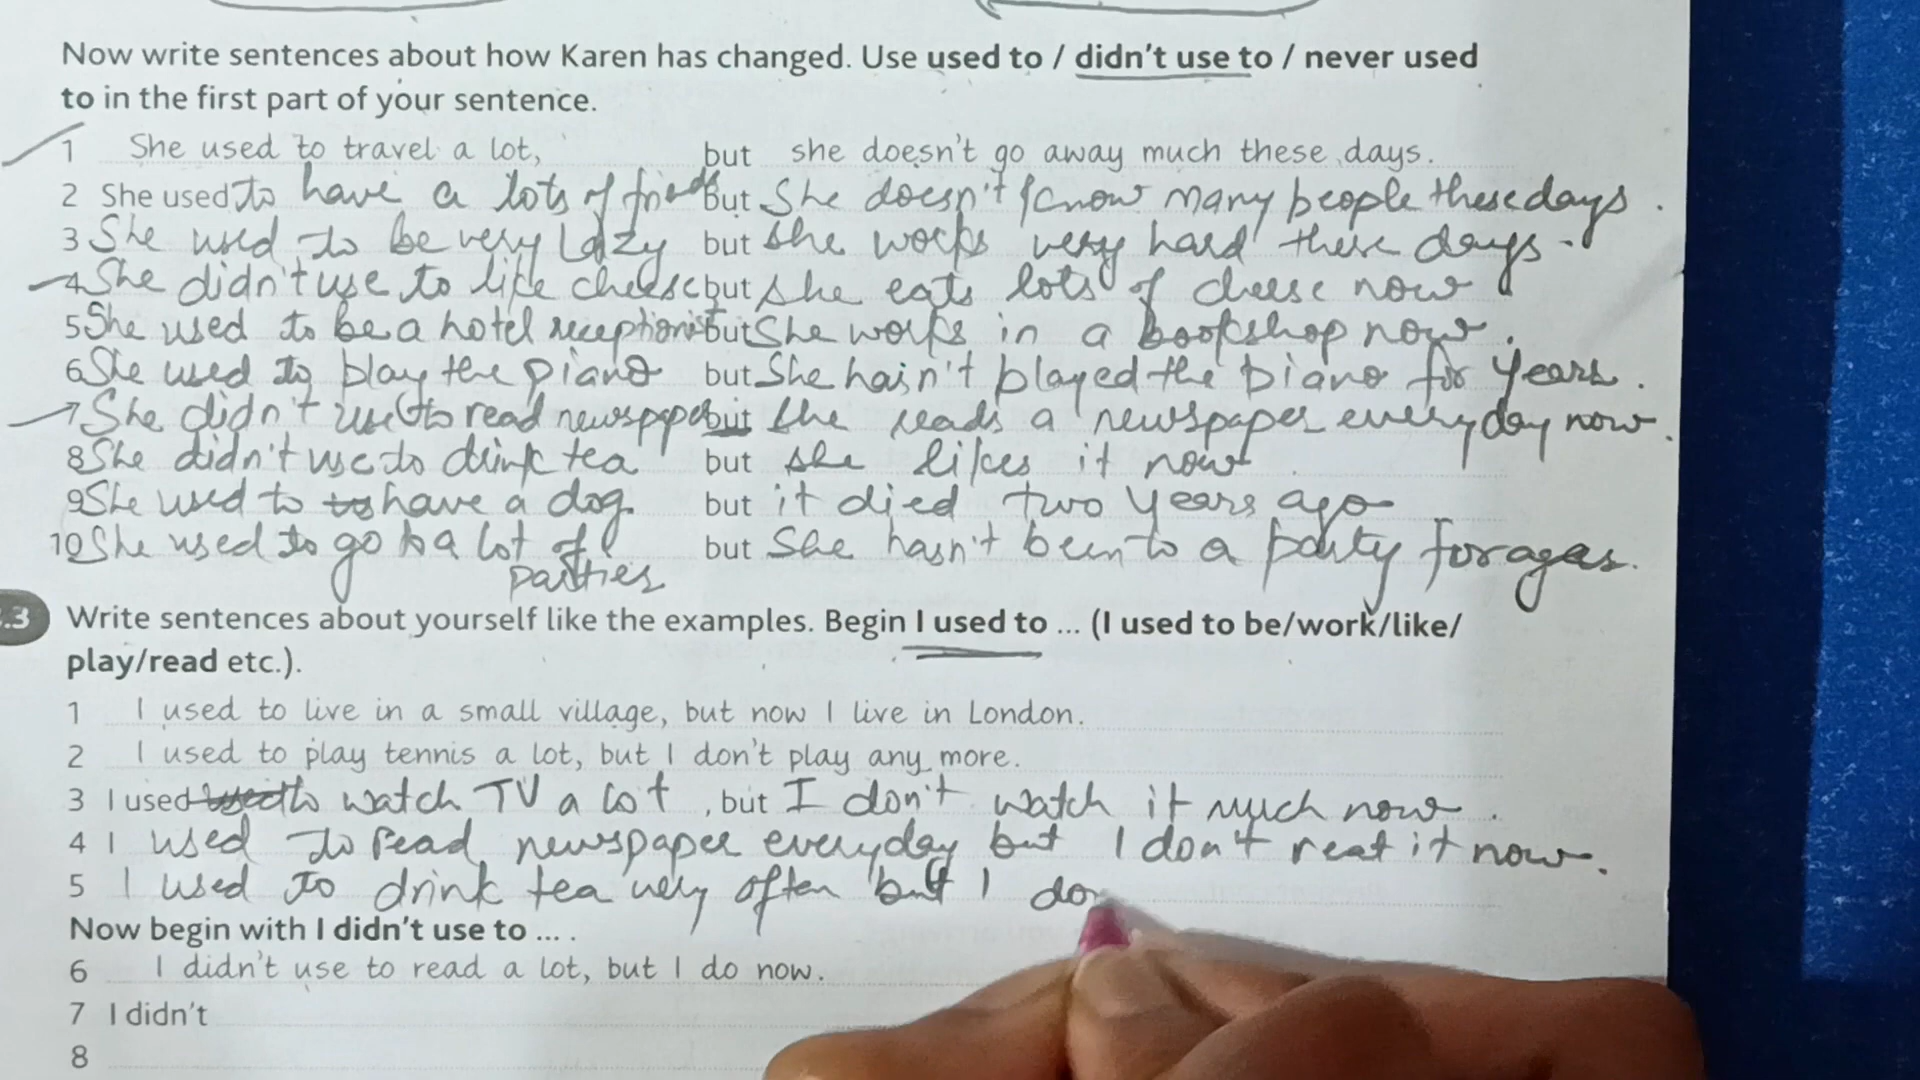 Now write sentences about how Karen has changed. Use used to / didn't use to / never used
to in the first part of your sentence.
1 She used to travel a lot, but she doesn't go away much these days.
2 She used to have a lots of friends but She doesn't know many people these days.
3 She used to be very lazy but she works very hard these days.
4 She didn't use to like cheese but she eats lots of cheese now
5 She used to be a hotel receptionist but She works in a bookshop now.
6 She used to play the piano but She hasn't played the piano for years.
7 She didn't use to read newspaper but she reads a newspaper everyday now.
8 She didn't use to drink tea but she likes it now
9 She used to to have a dog. but it died two years ago
10 She used to go to a lot of parties but She hasn't been to a party for ages.
.3 Write sentences about yourself like the examples. Begin I used to ... (I used to be/work/like/
play/read etc.).
1 I used to live in a small village, but now I live in London.
2 I used to play tennis a lot, but I don't play any more.
3 I used to watch TV a lot, but I don't watch it much now.
4 I used to read newspaper everyday but I don't reat it now.
5 I used to drink tea very often but I don
Now begin with I didn't use to ... .
6 I didn't use to read a lot, but I do now.
7 I didn't
8